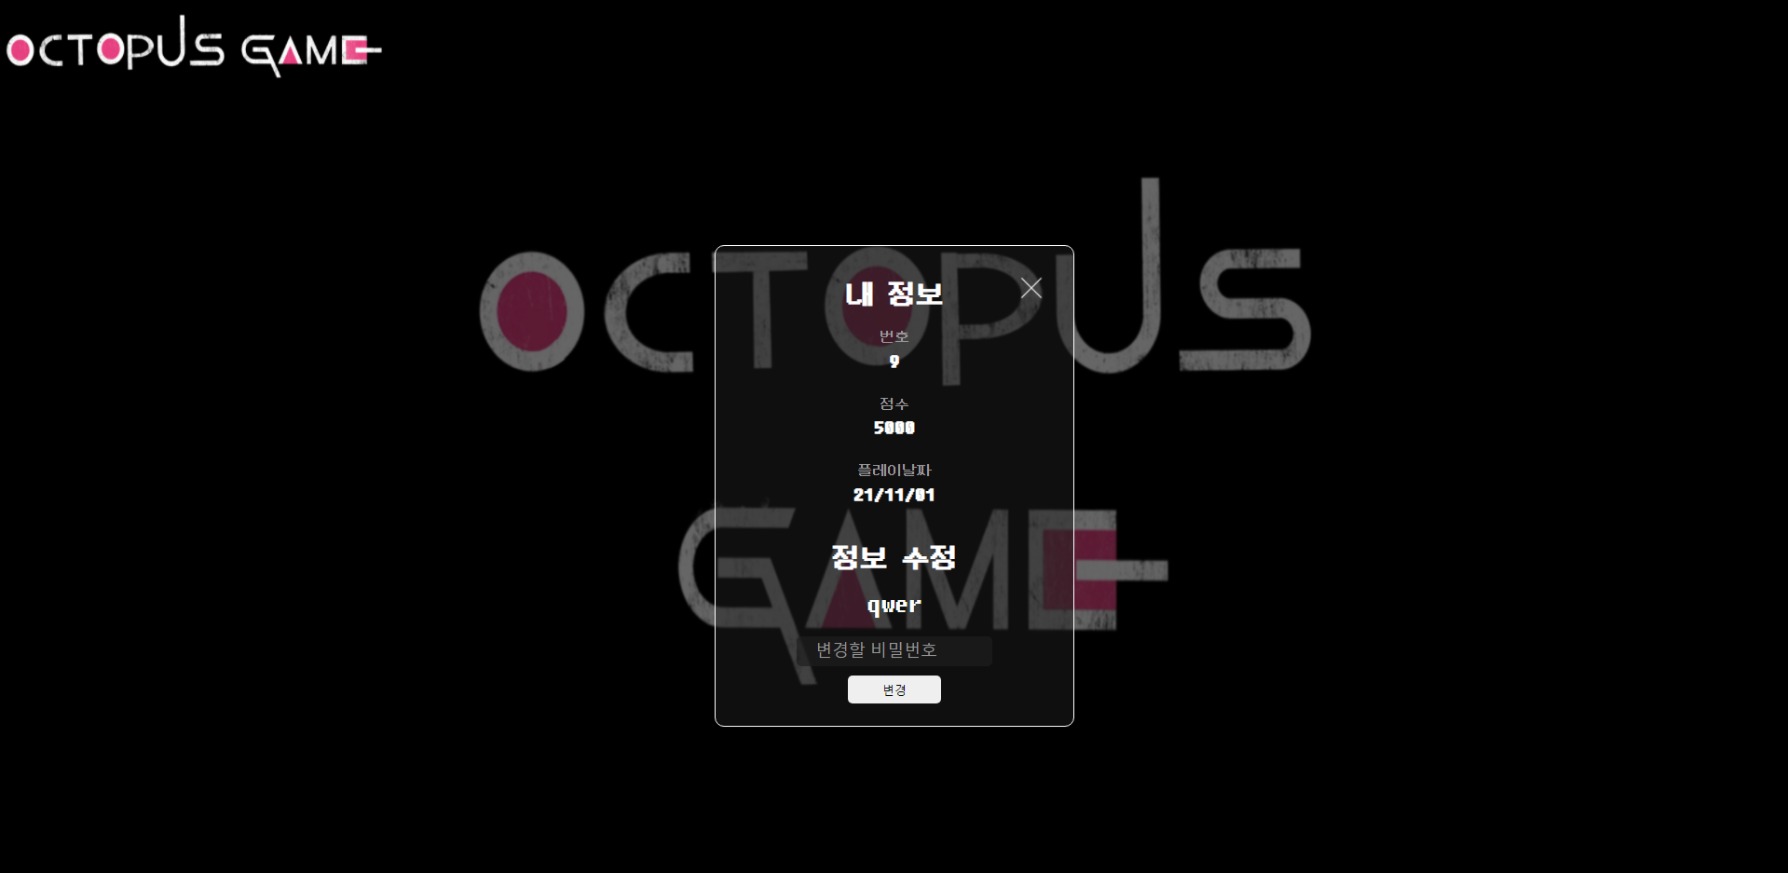 OCTOPUS GAME
OCTOPUS
GAME
내 정보
번호
9
점수
5000
플레이날짜
21/11/01
정보 수정
qwer
변경할 비밀번호
변경